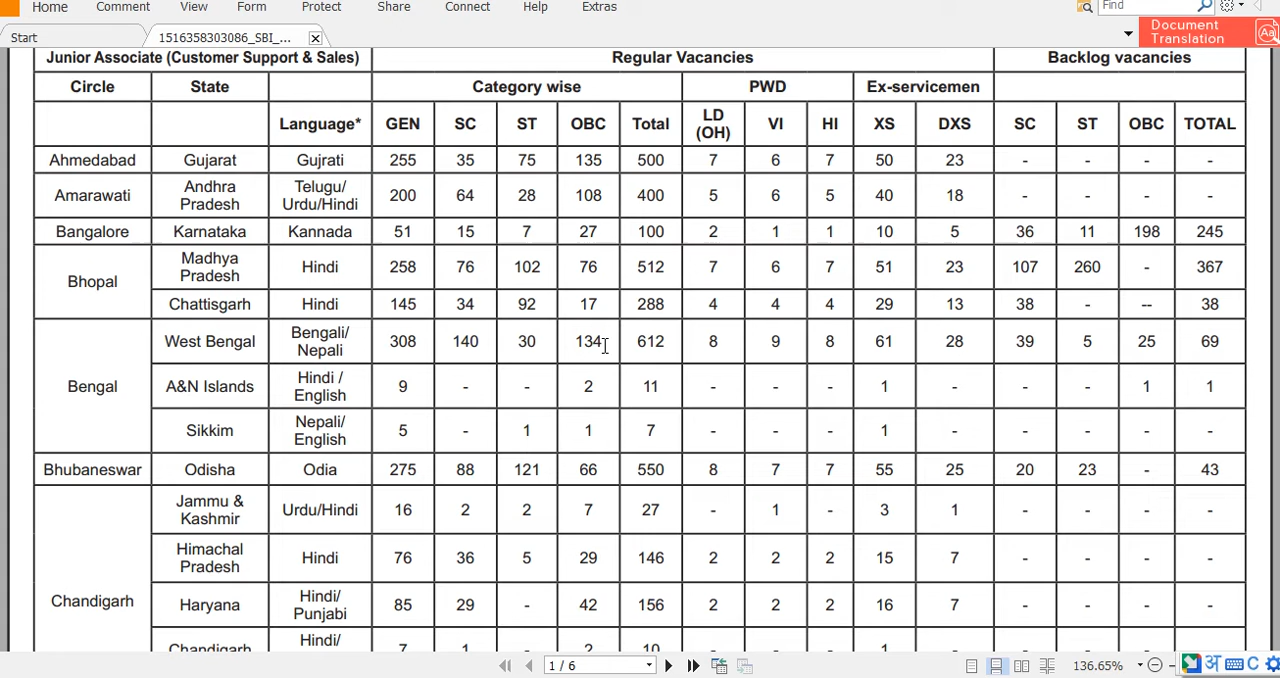 Home Comment View Form Protect Share Connect Help Extras Find
Start 1516358303086_SBI_...
Document
Translation
Junior Associate (Customer Support & Sales) Regular Vacancies Backlog vacancies
Circle State Category wise PWD Ex-servicemen
Language* GEN SC ST OBC Total LD (OH) VI HI XS DXS SC ST OBC TOTAL
Ahmedabad Gujarat Gujrati 255 35 75 135 500 7 6 7 50 23 - - - -
Amarawati Andhra Pradesh Telugu/ Urdu/Hindi 200 64 28 108 400 5 6 5 40 18 - - - -
Bangalore Karnataka Kannada 51 15 7 27 100 2 1 1 10 5 36 11 198 245
Bhopal Madhya Pradesh Hindi 258 76 102 76 512 7 6 7 51 23 107 260 - 367
Chattisgarh Hindi 145 34 92 17 288 4 4 4 29 13 38 - -- 38
Bengal West Bengal Bengali/ Nepali 308 140 30 134 612 8 9 8 61 28 39 5 25 69
A&N Islands Hindi / English 9 - - 2 11 - - - 1 - - - 1 1
Sikkim Nepali/ English 5 - 1 1 7 - - - 1 - - - - -
Bhubaneswar Odisha Odia 275 88 121 66 550 8 7 7 55 25 20 23 - 43
Chandigarh Jammu & Kashmir Urdu/Hindi 16 2 2 7 27 - 1 - 3 1 - - - -
Himachal Pradesh Hindi 76 36 5 29 146 2 2 2 15 7 - - - -
Haryana Hindi/ Punjabi 85 29 - 42 156 2 2 2 16 7 - - - -
Chandigarh Hindi/ 7 1 - 2 10 - - - 1 - - - - -
1 / 6 136.65% अ